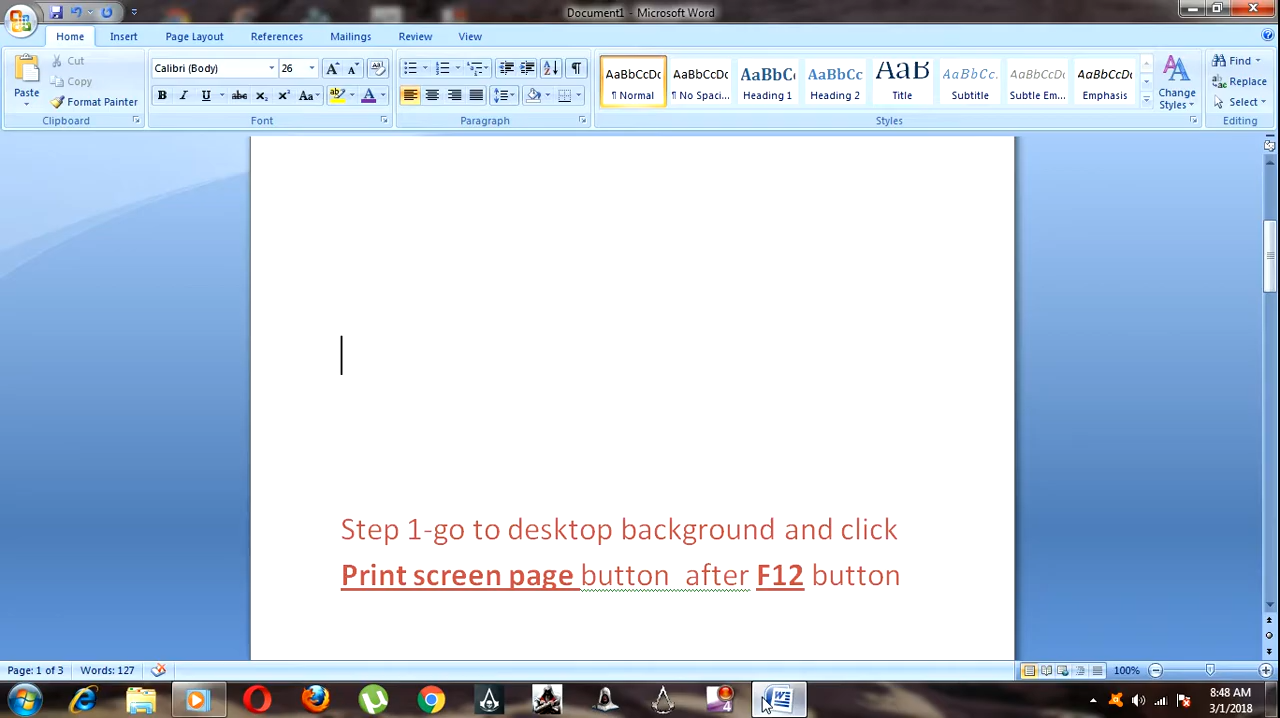 Document1 - Microsoft Word
Home Insert Page Layout References Mailings Review View
Paste
Cut
Copy
Format Painter
Clipboard
Calibri (Body) 26
Font
Paragraph
AaBbCcDc AaBbCcDc AaBbC AaBbCc AaB AaBbCc. AaBbCcDc AaBbCcDc
¶ Normal ¶ No Spaci... Heading 1 Heading 2 Title Subtitle Subtle Em... Emphasis
Change Styles
Styles
Find
Replace
Select
Editing
Step 1-go to desktop background and click
Print screen page button after F12 button
Page: 1 of 3 Words: 127
100%
8:48 AM
3/1/2018